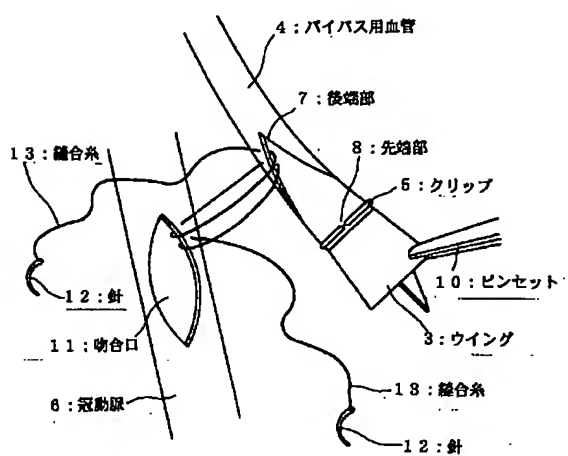 4：バイパス用血管
7：後端部
8：先端部
13：縫合糸
5：クリップ
12：針
10：ピンセット
11：吻合口
3：ウイング
6：冠動脈
13：縫合糸
12：針